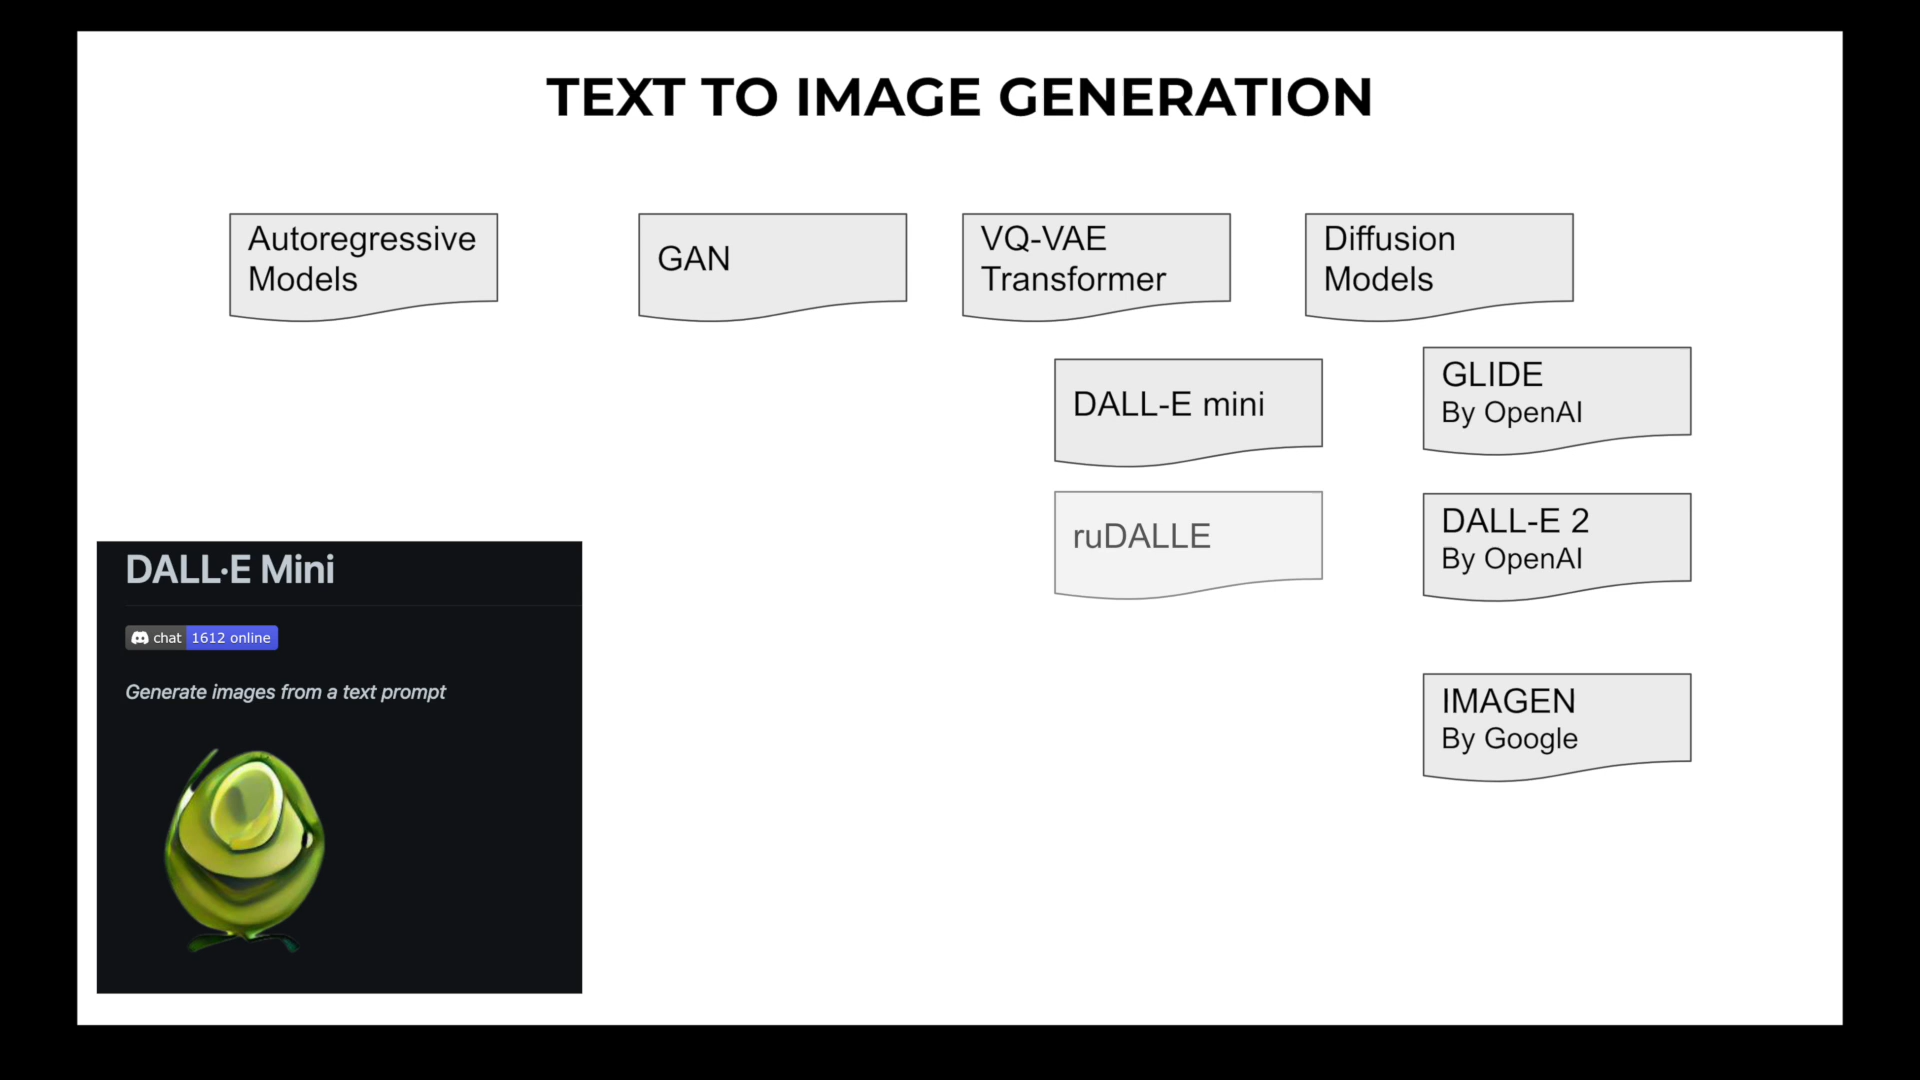 TEXT TO IMAGE GENERATION
Autoregressive
Models
GAN
VQ-VAE
Transformer
Diffusion
Models
DALL-E mini
GLIDE
By OpenAI
ruDALLE
DALL-E 2
By OpenAI
IMAGEN
By Google
DALL·E Mini
chat 1612 online
Generate images from a text prompt